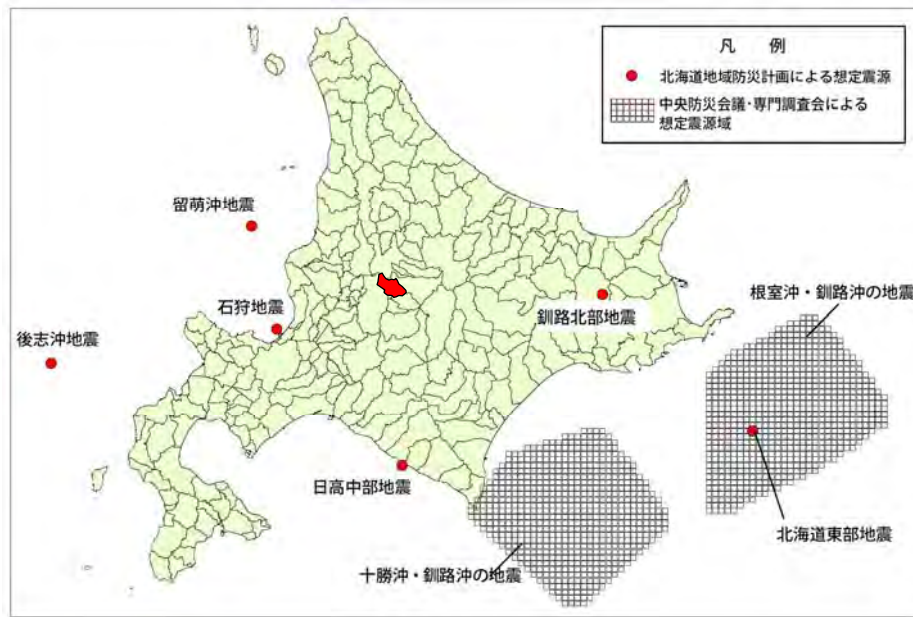 凡　例
北海道地域防災計画による想定震源
中央防災会議・専門調査会による
想定震源域
留萌沖地震
石狩地震
後志沖地震
釧路北部地震
根室沖・釧路沖の地震
日高中部地震
北海道東部地震
十勝沖・釧路沖の地震